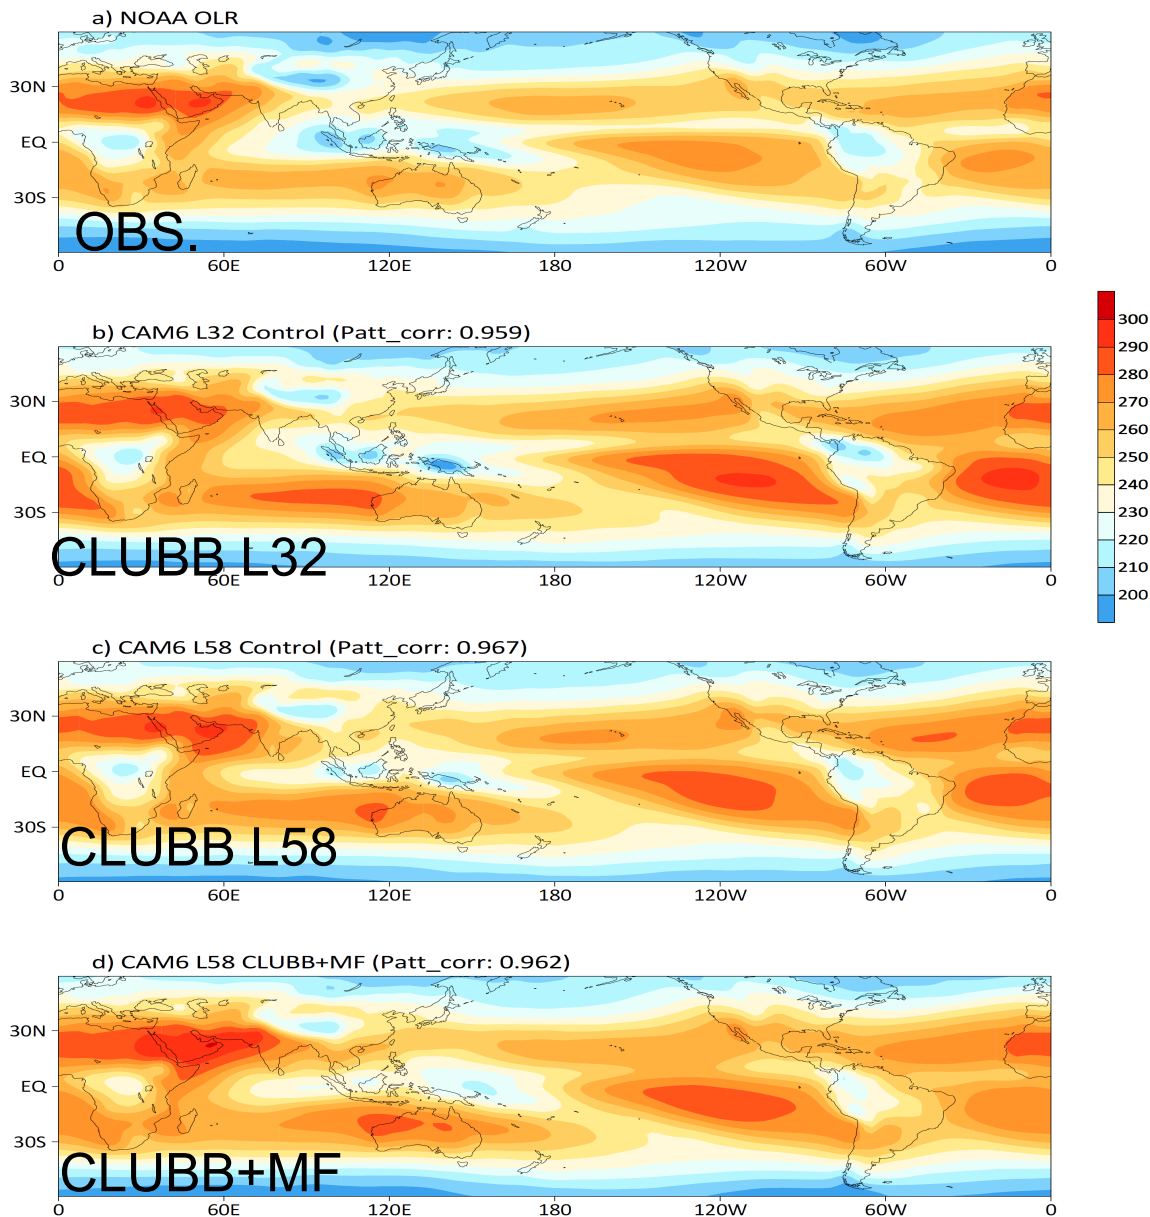 a) NOAA OLR
30N
EQ
30S
OBS.
0 60E 120E 180 120W 60W 0
b) CAM6 L32 Control (Patt_corr: 0.959)
30N
EQ
30S
CLUBB L32
0 60E 120E 180 120W 60W 0
300
290
280
270
260
250
240
230
220
210
200
c) CAM6 L58 Control (Patt_corr: 0.967)
30N
EQ
30S
CLUBB L58
0 60E 120E 180 120W 60W 0
d) CAM6 L58 CLUBB+MF (Patt_corr: 0.962)
30N
EQ
30S
CLUBB+MF
0 60E 120E 180 120W 60W 0